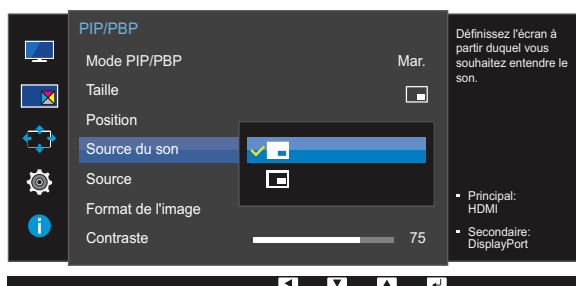 PIP/PBP
Mode PIP/PBP Mar.
Taille
Position
Source du son
Source
Format de l'image
Contraste 75
Définissez l'écran à
partir duquel vous
souhaitez entendre le
son.
Principal:
HDMI
Secondaire:
DisplayPort